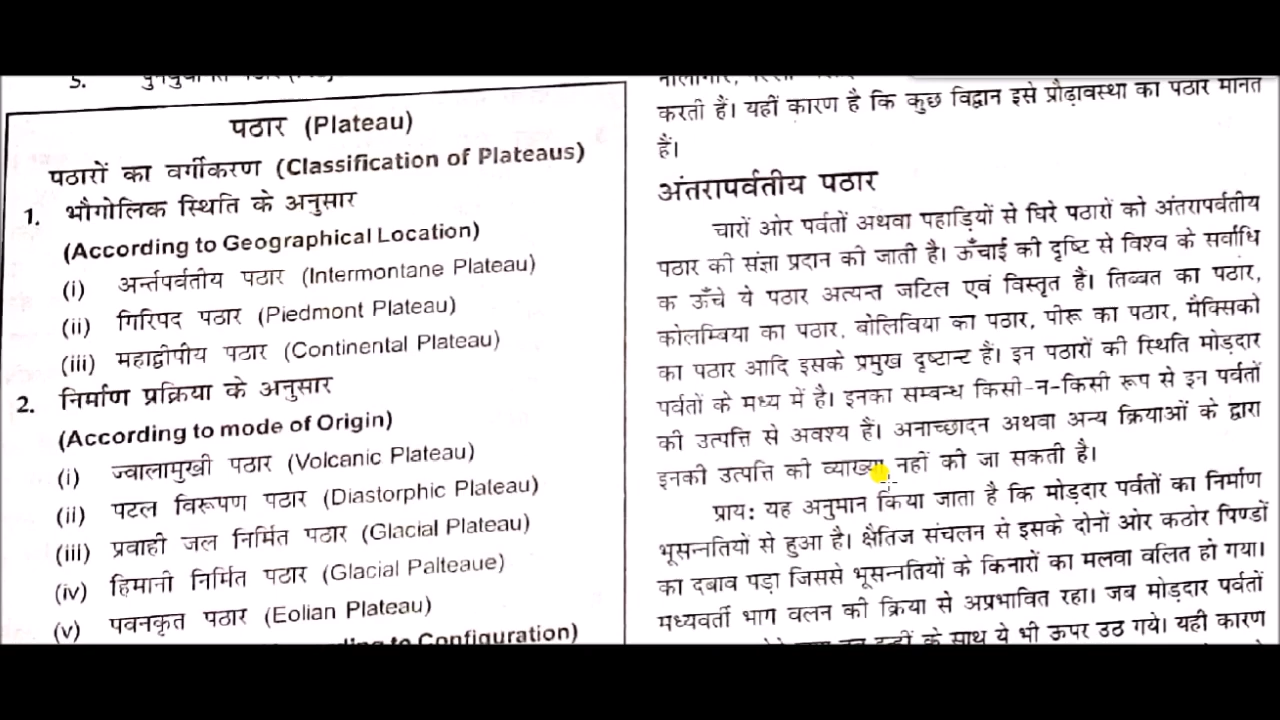 5.
पठार (Plateau)
पठारों का वर्गीकरण (Classification of Plateaus)
1. भौगोलिक स्थिति के अनुसार
(According to Geographical Location)
(i) अर्न्तपर्वतीय पठार (Intermontane Plateau)
(ii) गिरिपद पठार (Piedmont Plateau)
(iii) महाद्वीपीय पठार (Continental Plateau)
2. निर्माण प्रक्रिया के अनुसार
(According to mode of Origin)
(i) ज्वालामुखी पठार (Volcanic Plateau)
(ii) पटल विरूपण पठार (Diastorphic Plateau)
(iii) प्रवाही जल निर्मित पठार (Glacial Plateau)
(iv) हिमानी निर्मित पठार (Glacial Palteaue)
(v) पवनकृत पठार (Eolian Plateau)
to Configuration)
करती हैं। यहीं कारण है कि कुछ विद्वान इसे प्रौढ़ावस्था का पठार मानत
हैं।
अंतरापर्वतीय पठार
चारों ओर पर्वतों अथवा पहाड़ियों से घिरे पठारों को अंतरापर्वतीय
पठार की संज्ञा प्रदान की जाती है। ऊँचाई की दृष्टि से विश्व के सर्वाधि
क ऊँचे ये पठार अत्यन्त जटिल एवं विस्तृत हैं। तिब्बत का पठार,
कोलम्बिया का पठार, बोलिविया का पठार, पीरू का पठार, मैक्सिको
का पठार आदि इसके प्रमुख दृष्टान्ट हैं। इन पठारों की स्थिति मोड़दार
पर्वतों के मध्य में है। इनका सम्बन्ध किसी-न-किसी रूप से इन पर्वतों
की उत्पत्ति से अवश्य हैं। अनाच्छादन अथवा अन्य क्रियाओं के द्वारा
इनकी उत्पत्ति की व्याख्या नहीं की जा सकती है।
प्राय: यह अनुमान किया जाता है कि मोड़दार पर्वतों का निर्माण
भूसन्नतियों से हुआ है। क्षैतिज संचलन से इसके दोनों ओर कठोर पिण्डों
का दबाव पड़ा जिससे भूसन्नतियों के किनारों का मलवा वलित हो गया।
मध्यवर्ती भाग वलन की क्रिया से अप्रभावित रहा। जब मोड़दार पर्वतों
के साथ ये भी ऊपर उठ गये। यही कारण